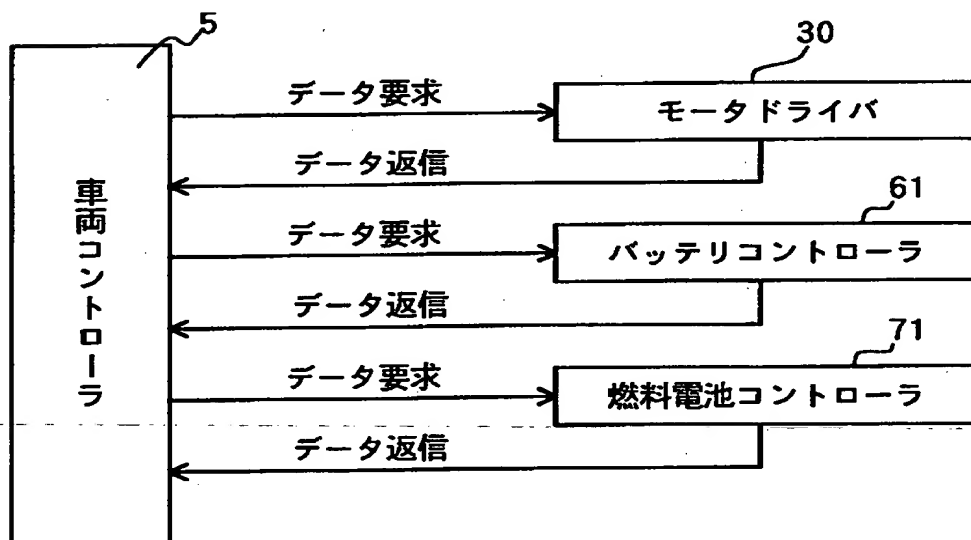 5
30
データ要求
モータドライバ
データ返信
車両コントローラ
61
データ要求
バッテリコントローラ
データ返信
71
データ要求
燃料電池コントローラ
データ返信